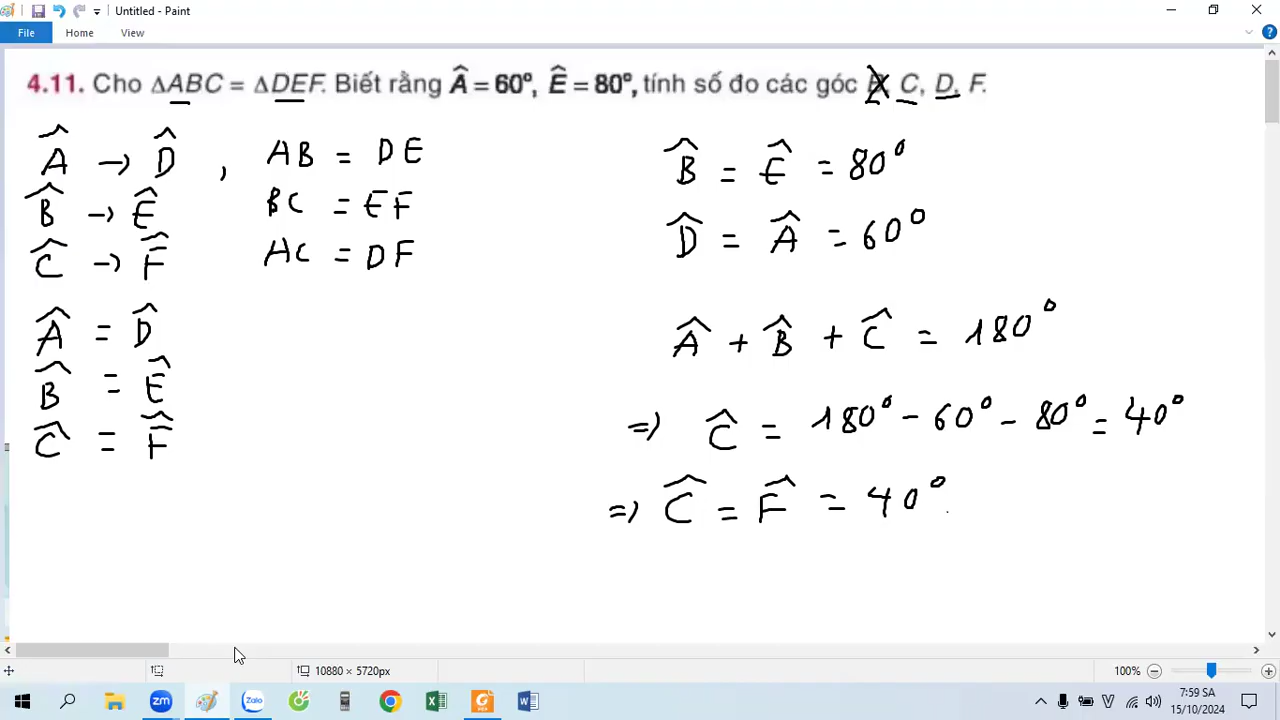 Untitled - Paint
File Home View
4.11. Cho ΔABC = ΔDEF. Biết rằng Â = 60°, Ê = 80°, tính số đo các góc B, C, D, F.
Â → D̂ , AB = DE
B̂ → Ê BC = EF
Ĉ → F̂ AC = DF
Â = D̂
B̂ = Ê
Ĉ = F̂
B̂ = Ê = 80°
D̂ = Â = 60°
Â + B̂ + Ĉ = 180°
=> Ĉ = 180° - 60° - 80° = 40°
=> Ĉ = F̂ = 40°.
10880 × 5720px 100%
zm Zalo
7:59 SA
15/10/2024